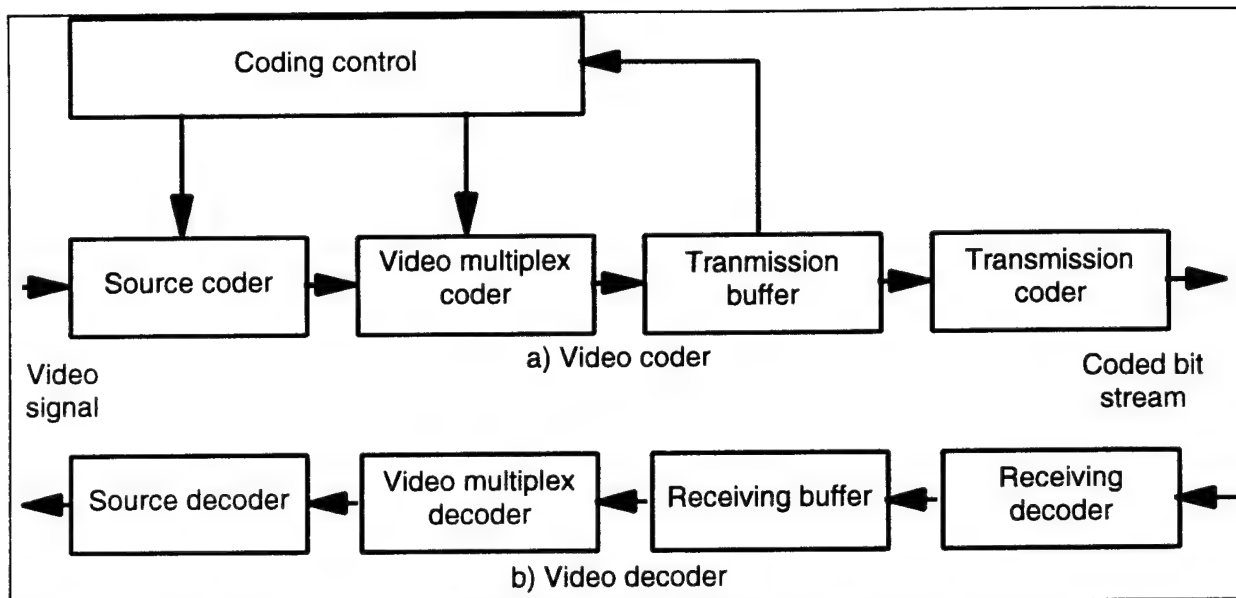 Coding control
Source coder
Video multiplex
coder
Tranmission
buffer
Transmission
coder
a) Video coder
Video
signal
Coded bit
stream
Source decoder
Video multiplex
decoder
Receiving buffer
Receiving
decoder
b) Video decoder